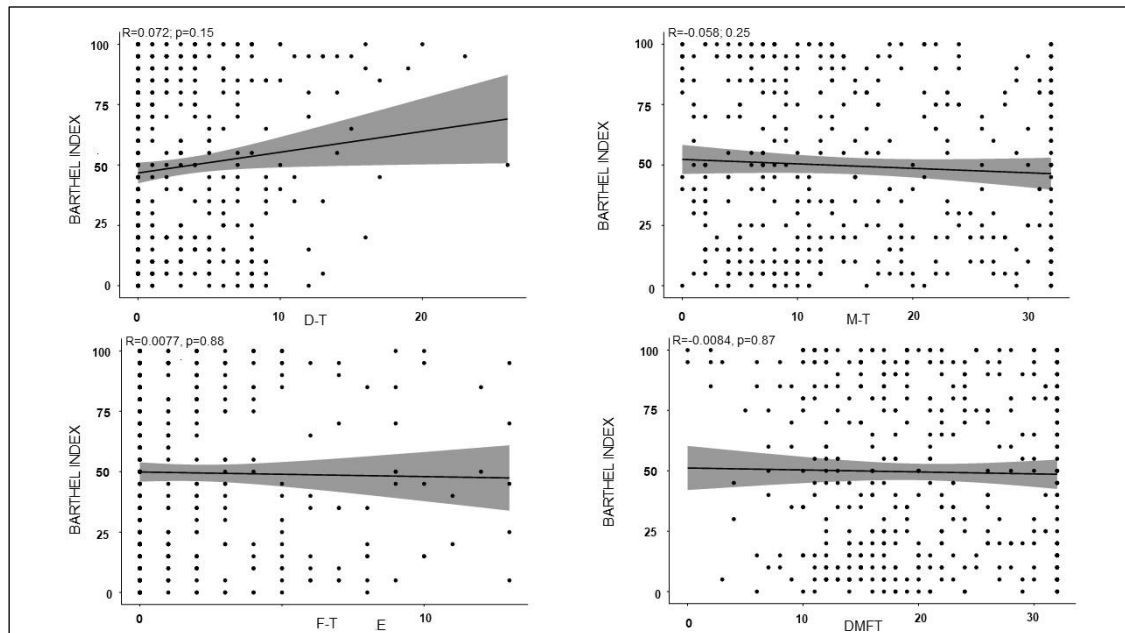 R=0.072; p=0.15
BARTHEL INDEX
100
75
50
25
0
0 10 20
D-T
R=-0.058; 0.25
BARTHEL INDEX
100
75
50
25
0
0 10 20 30
M-T
R=0.0077, p=0.88
BARTHEL INDEX
100
75
50
25
0
0 10
F-T E
R=-0.0084, p=0.87
BARTHEL INDEX
100
75
50
25
0
0 10 20 30
DMFT